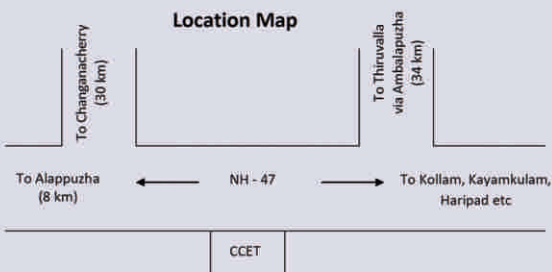 Location Map
To Changanacherry
(30 km)
To Thiruvalla
via Ambalapuzha
(34 km)
To Alappuzha
(8 km)
NH - 47
To Kollam, Kayamkulam,
Haripad etc
CCET